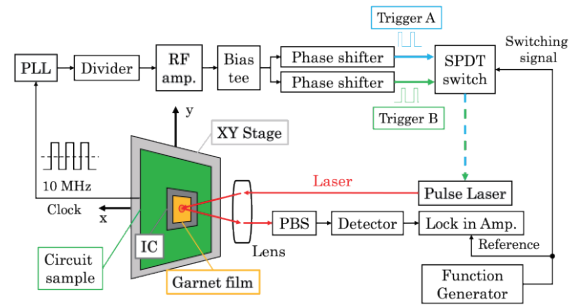 Trigger A
Switching
signal
PLL
Divider
RF
amp.
Bias
tee
Phase shifter
Phase shifter
SPDT
switch
Trigger B
y
XY Stage
10 MHz
Clock
x
Laser
Pulse Laser
PBS
Detector
Lock in Amp.
Lens
Reference
IC
Circuit
sample
Garnet film
Function
Generator